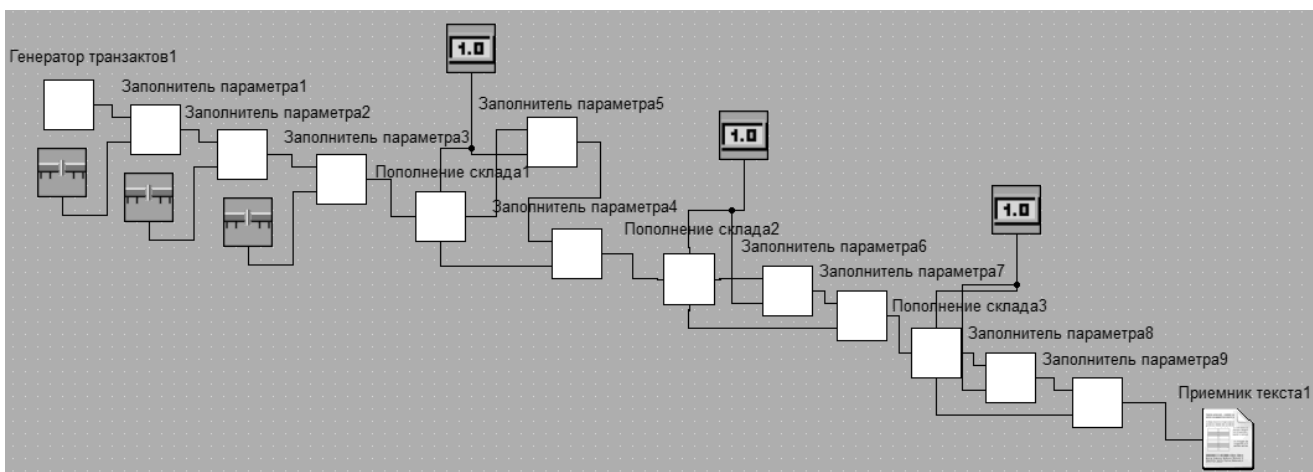 Генератор транзактов1
Заполнитель параметра1
Заполнитель параметра2
Заполнитель параметра3
Пополнение склада1
1.0
Заполнитель параметра5
Заполнитель параметра4
1.0
Пополнение склада2
Заполнитель параметра6
Заполнитель параметра7
1.0
Пополнение склада3
Заполнитель параметра8
Заполнитель параметра9
Приемник текста1